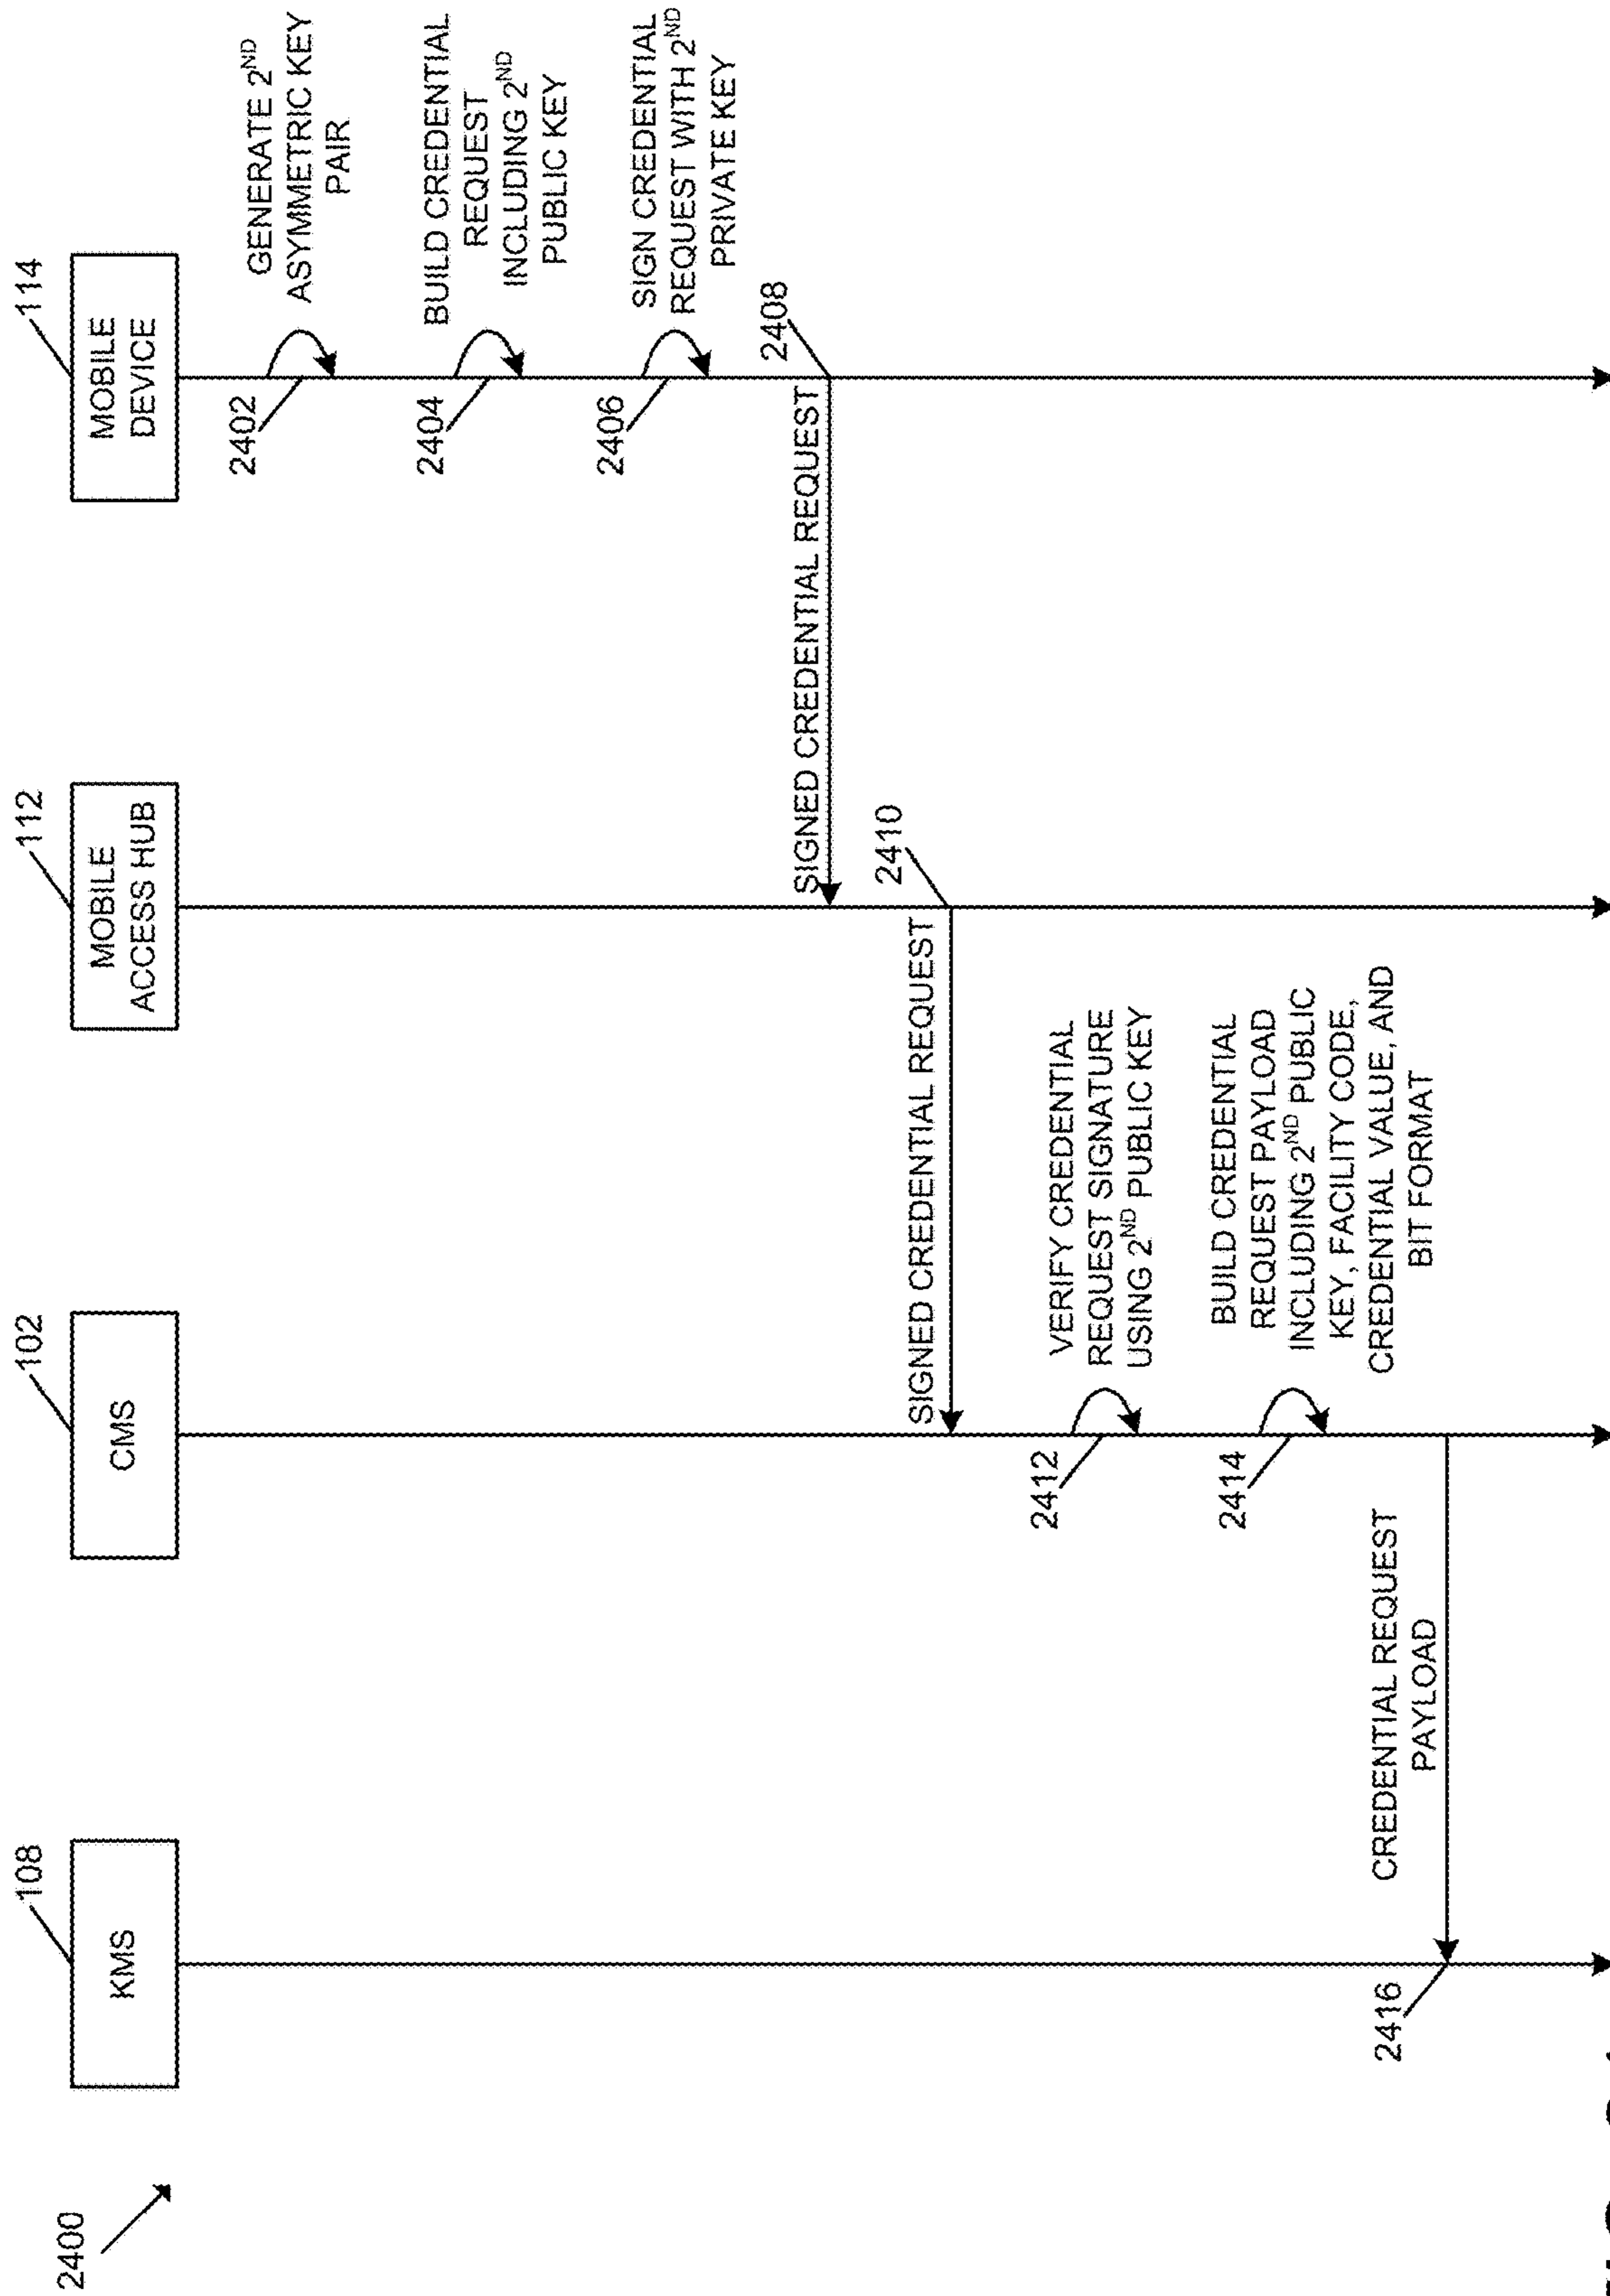 2400
108
102
112
114
KMS
CMS
MOBILE
ACCESS HUB
MOBILE
DEVICE
2402
GENERATE 2ND
ASYMMETRIC KEY
PAIR
2404
BUILD CREDENTIAL
REQUEST
INCLUDING 2ND
PUBLIC KEY
2406
SIGN CREDENTIAL
REQUEST WITH 2ND
PRIVATE KEY
2408
SIGNED CREDENTIAL REQUEST
2410
SIGNED CREDENTIAL REQUEST
2412
VERIFY CREDENTIAL
REQUEST SIGNATURE
USING 2ND PUBLIC KEY
2414
BUILD CREDENTIAL
REQUEST PAYLOAD
INCLUDING 2ND PUBLIC
KEY, FACILITY CODE,
CREDENTIAL VALUE, AND
BIT FORMAT
2416
CREDENTIAL REQUEST
PAYLOAD